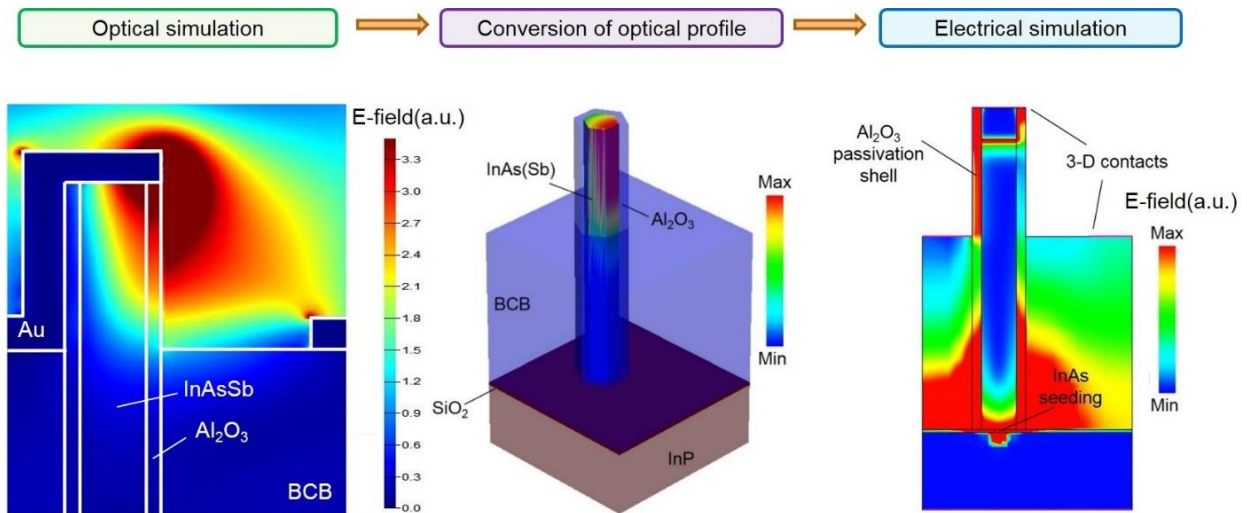 Optical simulation
Conversion of optical profile
Electrical simulation
E-field(a.u.)
3.3
3.0
2.7
2.4
2.1
1.8
1.5
1.2
0.9
0.6
0.3
0.0
Au
InAsSb
Al₂O₃
BCB
InAs(Sb)
Al₂O₃
BCB
SiO₂
InP
Max
Min
Al₂O₃
passivation
shell
3-D contacts
E-field(a.u.)
Max
Min
InAs
seeding